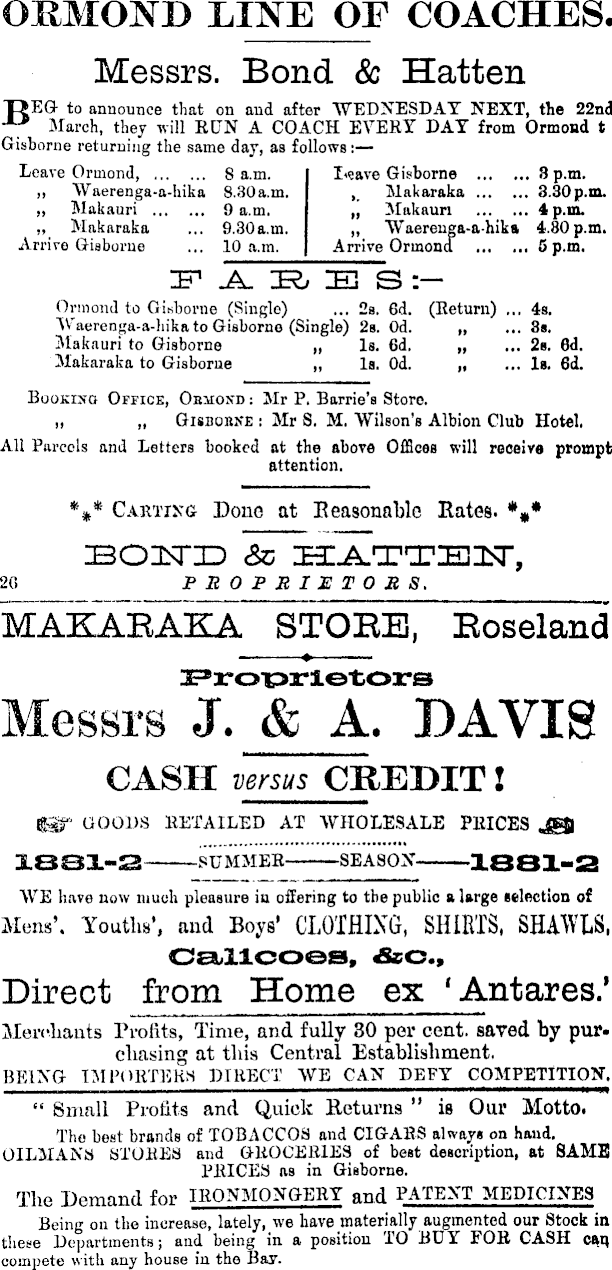 ORMOND LINE OF COACHES.
Messrs. Bond & Hatten
BEG to announce that on and after WEDNESDAY NEXT, the 22nd
March, they will RUN A COACH EVERY DAY from Ormond t
Gisborne returning the same day, as follows:—
Leave Ormond, ... ... 8 a.m.
„ Waerenga-a-hika 8.30a.m.
„ Makauri ... ... 9 a.m.
„ Makaraka ... 9.30a.m.
Arrive Gisborne ... 10 a.m.
Leave Gisborne ... ... 3 p.m.
„ Makaraka ... ... 3.30p.m.
„ Makauri ... ... 4 p.m.
„ Waerenga-a-hika 4.30 p.m.
Arrive Ormond ... ... 5 p.m.
FARES:—
Ormond to Gisborne (Single) ... 2s. 6d. (Return) ... 4s.
Waerenga-a-hika to Gisborne (Single) 2s. 0d. „ ... 3s.
Makauri to Gisborne „ 1s. 6d. „ ... 2s. 6d.
Makaraka to Gisborne „ 1s. 0d. „ ... 1s. 6d.
BOOKING OFFICE, ORMOND: Mr P. Barrie's Store.
„ „ GISBORNE: Mr S. M. Wilson's Albion Club Hotel.
All Parcels and Letters booked at the above Offices will receive prompt
attention.
*** CARTING Done at Reasonable Rates. ***
BOND & HATTEN,
26 PROPRIETORS.
MAKARAKA STORE, Roseland
Proprietors
Messrs J. & A. DAVIS
CASH versus CREDIT!
GOODS RETAILED AT WHOLESALE PRICES
1881-2——SUMMER——SEASON——1881-2
WE have now much pleasure in offering to the public a large selection of
Mens', Youths', and Boys' CLOTHING, SHIRTS, SHAWLS,
Calicoes, &c.,
Direct from Home ex 'Antares.'
Merchants Profits, Time, and fully 30 per cent. saved by pur-
chasing at this Central Establishment.
BEING IMPORTERS DIRECT WE CAN DEFY COMPETITION.
"Small Profits and Quick Returns" is Our Motto.
The best brands of TOBACCOS and CIGARS always on hand.
OILMANS STORES and GROCERIES of best description, at SAME
PRICES as in Gisborne.
The Demand for IRONMONGERY and PATENT MEDICINES
Being on the increase, lately, we have materially augmented our Stock in
these Departments; and being in a position TO BUY FOR CASH can
compete with any house in the Bay.